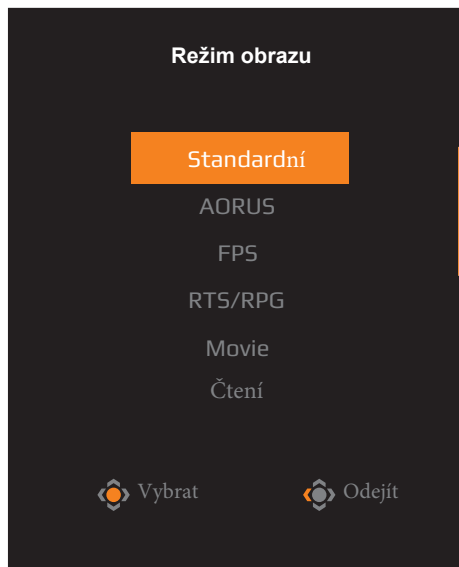 Režim obrazu
Standardní
AORUS
FPS
RTS/RPG
Movie
Čtení
Vybrat Odejít